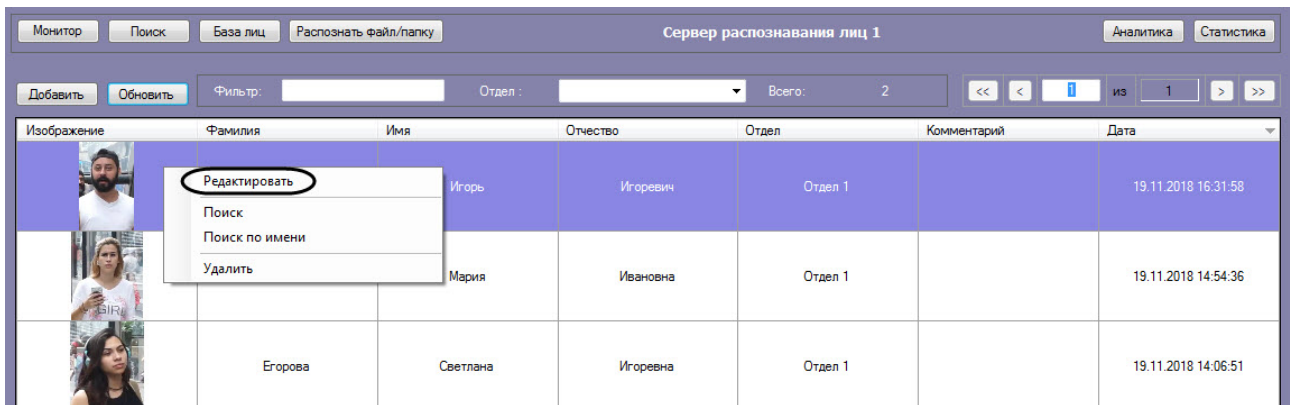 Монитор Поиск База лиц Распознать файл/папку Сервер распознавания лиц 1 Аналитика Статистика
Добавить Обновить Фильтр: Отдел : Всего: 2 << < 1 из 1 > >>
Изображение Фамилия Имя Отчество Отдел Комментарий Дата
Редактировать
Игорь Игоревич Отдел 1 19.11.2018 16:31:58
Поиск
Поиск по имени
Удалить
Мария Ивановна Отдел 1 19.11.2018 14:54:36
GIRL
Егорова Светлана Игоревна Отдел 1 19.11.2018 14:06:51